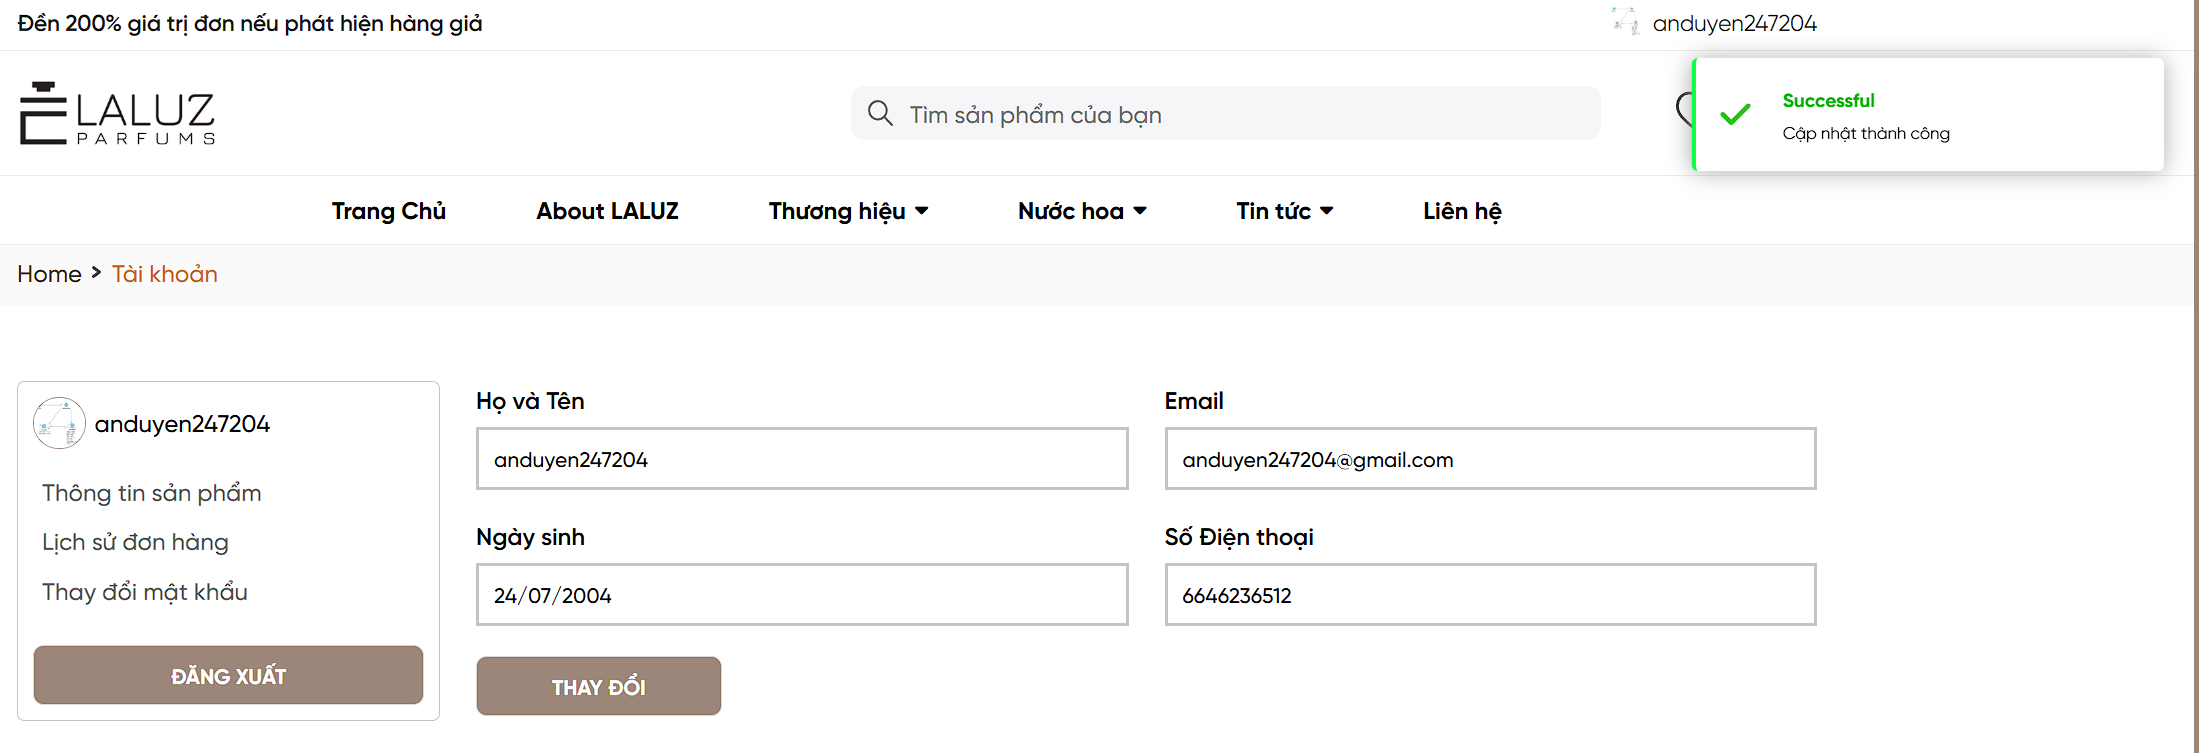 Đền 200% giá trị đơn nếu phát hiện hàng giả
anduyen247204
LALUZ
PARFUMS
Tìm sản phẩm của bạn
Successful
Cập nhật thành công
Trang Chủ
About LALUZ
Thương hiệu
Nước hoa
Tin tức
Liên hệ
Home > Tài khoản
anduyen247204
Thông tin sản phẩm
Lịch sử đơn hàng
Thay đổi mật khẩu
ĐĂNG XUẤT
Họ và Tên
anduyen247204
Email
anduyen247204@gmail.com
Ngày sinh
24/07/2004
Số Điện thoại
6646236512
THAY ĐỔI